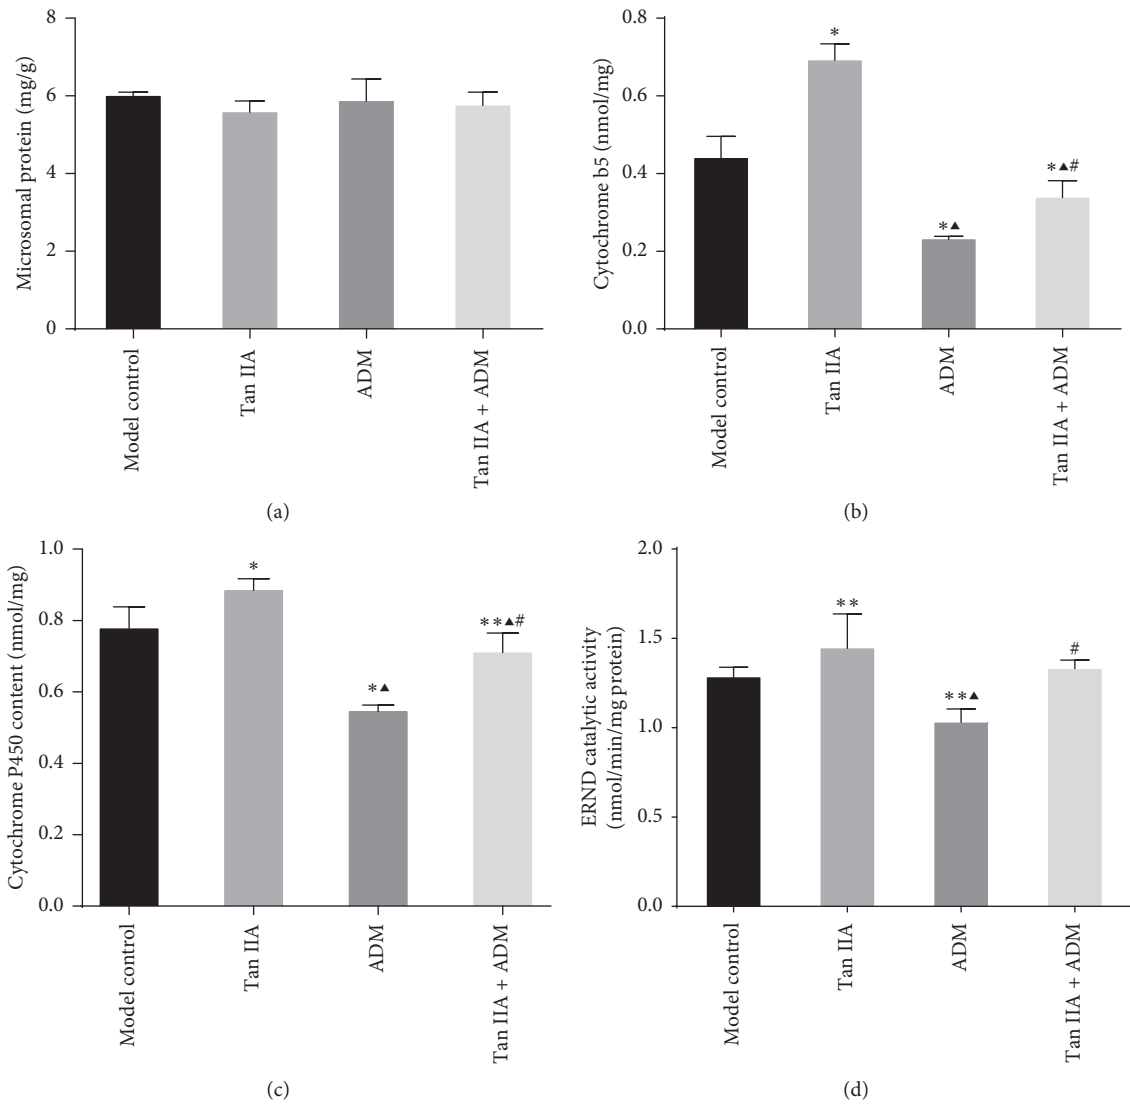 Microsomal protein (mg/g)
8
6
4
2
0
Model control
Tan IIA
ADM
Tan IIA + ADM
(a)
Cytochrome b5 (nmol/mg)
0.8
0.6
0.4
0.2
0.0
*
*▲
*▲#
Model control
Tan IIA
ADM
Tan IIA + ADM
(b)
Cytochrome P450 content (nmol/mg)
1.0
0.8
0.6
0.4
0.2
0.0
*
*▲
**▲#
Model control
Tan IIA
ADM
Tan IIA + ADM
(c)
ERND catalytic activity
(nmol/min/mg protein)
2.0
1.5
1.0
0.5
0.0
**
**▲
#
Model control
Tan IIA
ADM
Tan IIA + ADM
(d)